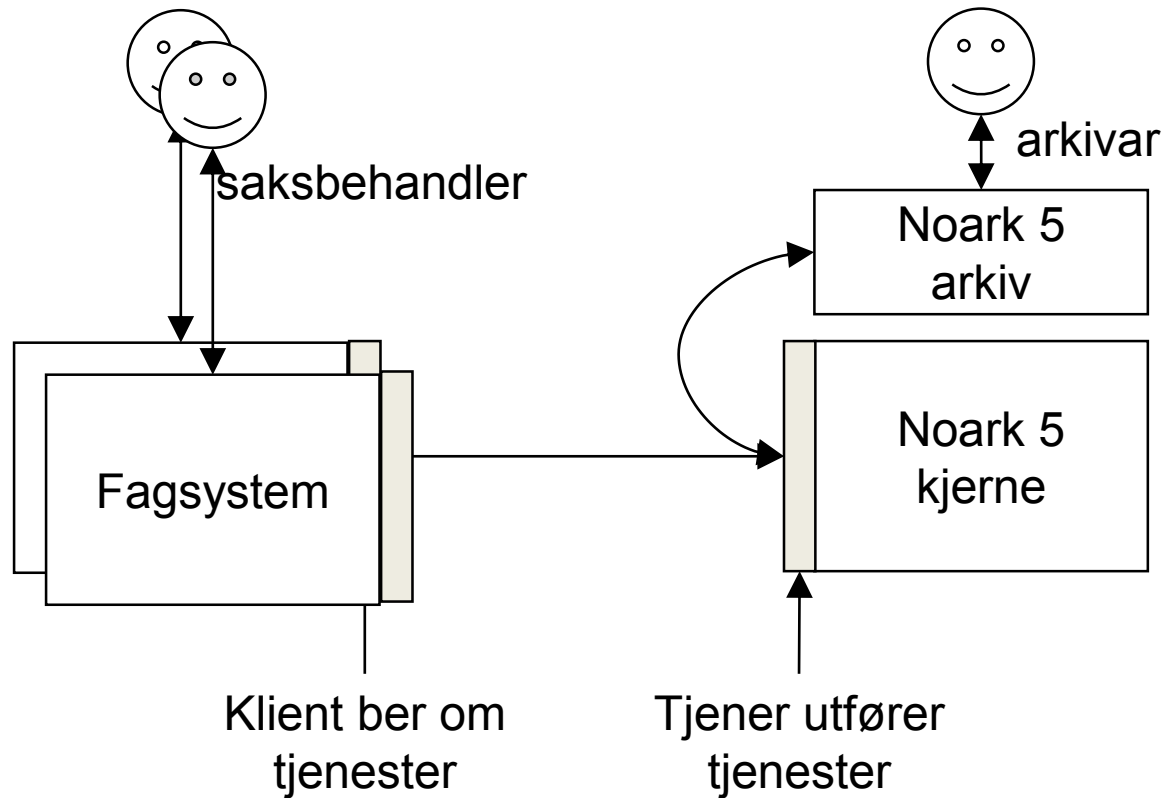 saksbehandler
arkivar
Noark 5
arkiv
Fagsystem
Noark 5
kjerne
Klient ber om
tjenester
Tjener utfører
tjenester